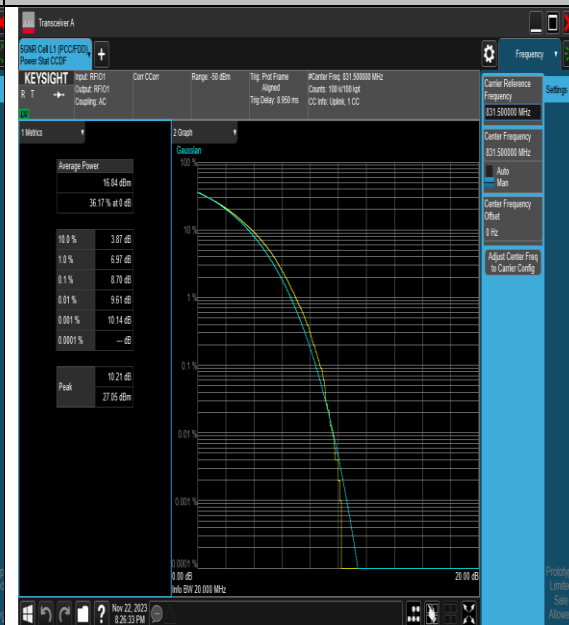 Transceiver A
5GNR Cell L1 (PCC/FDD),
Power Stat CCDF
+
Frequency
KEYSIGHT
R T
Input: RFIO1
Output: RFIO1
Coupling: AC
Corr CCorr
Range: -50 dBm
Trig: Prot Frame
Aligned
Trig Delay: 8.950 ms
#Center Freq: 831.500000 MHz
Counts: 100 k/100 kpt
CC Info: Uplink, 1 CC
Carrier Reference
Frequency
831.500000 MHz
Settings
Center Frequency
831.500000 MHz
Auto
Man
Center Frequency
Offset
0 Hz
Adjust Center Freq
to Carrier Config
1 Metrics
Average Power
16.84 dBm
36.17 % at 0 dB
10.0 % 3.87 dB
1.0 % 6.97 dB
0.1 % 8.70 dB
0.01 % 9.61 dB
0.001 % 10.14 dB
0.0001 % --- dB
Peak
10.21 dB
27.05 dBm
2 Graph
Gaussian
100 %
10 %
1 %
0.1 %
0.01 %
0.001 %
0.0001 %
0.00 dB
20.00 dB
Info BW 20.000 MHz
?
Nov 22, 2023
8:26:33 PM